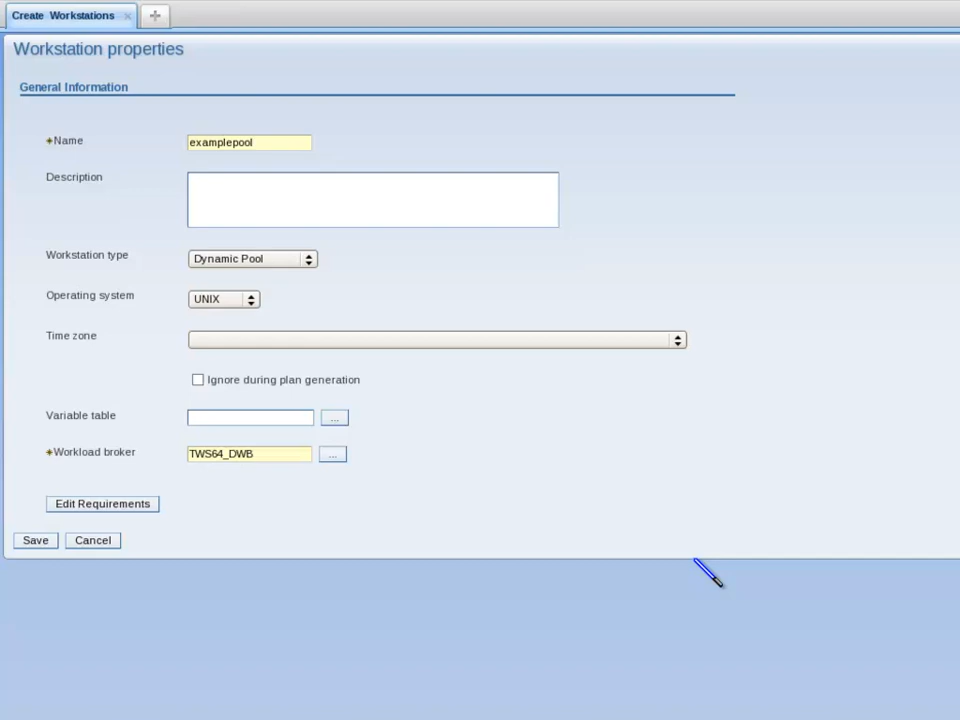 Create Workstations
Workstation properties
General Information
Name
examplepool
Description
Workstation type
Dynamic Pool
Operating system
UNIX
Time zone
Ignore during plan generation
Variable table
...
Workload broker
TWS64_DWB
...
Edit Requirements
Save
Cancel